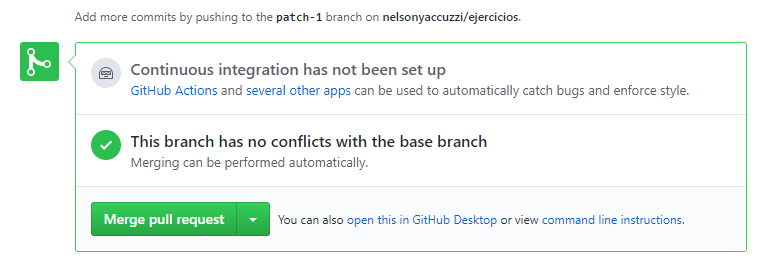 Add more commits by pushing to the patch-1 branch on nelsonyaccuzzi/ejercicios.
Continuous integration has not been set up
GitHub Actions and several other apps can be used to automatically catch bugs and enforce style.
This branch has no conflicts with the base branch
Merging can be performed automatically.
Merge pull request You can also open this in GitHub Desktop or view command line instructions.